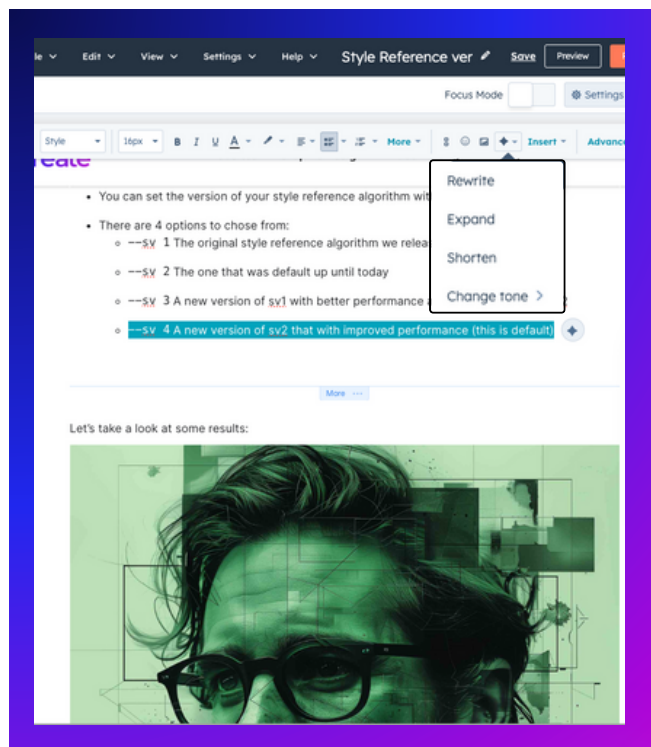 le Edit View Settings Help Style Reference ver Save Preview
Focus Mode Settings
Style 16px B I U A More Insert Advance
eate
You can set the version of your style reference algorithm wit
There are 4 options to chose from:
--sv 1 The original style reference algorithm we relea
--sv 2 The one that was default up until today
--sv 3 A new version of sv1 with better performance
--sv 4 A new version of sv2 that with improved performance (this is default)
Rewrite
Expand
Shorten
Change tone
More
Let's take a look at some results: